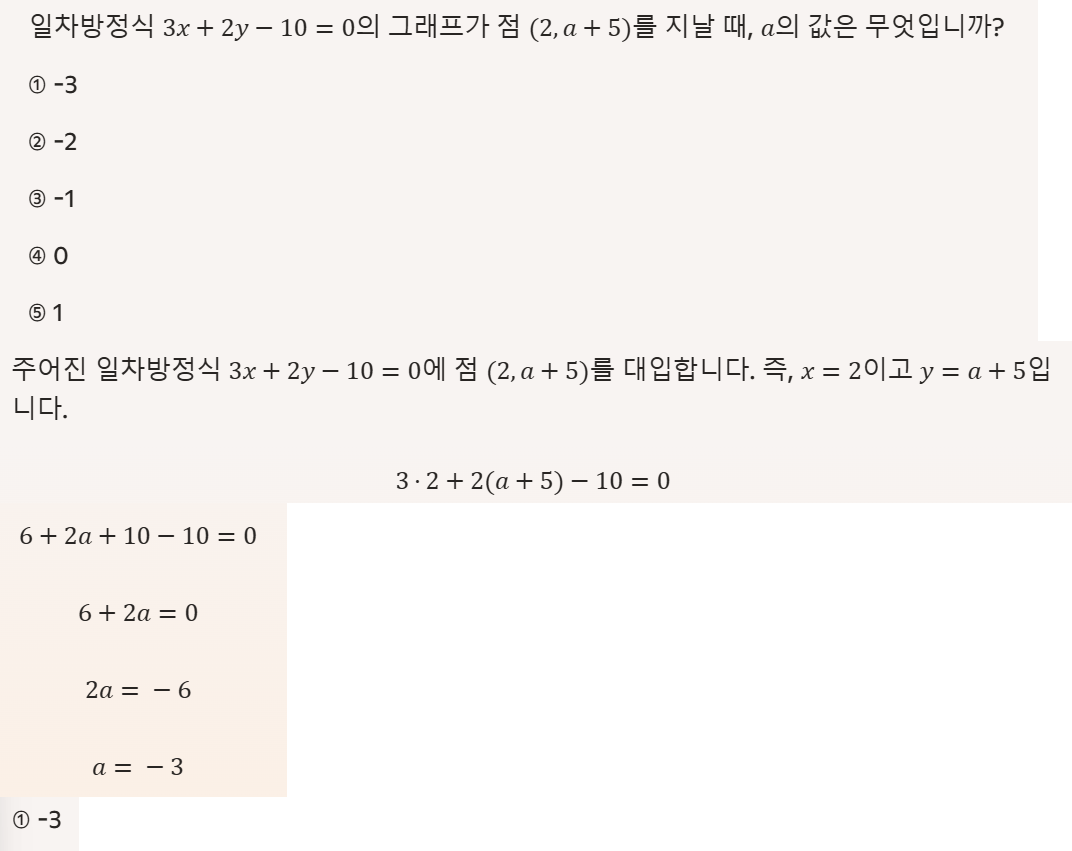 일차방정식 3x + 2y − 10 = 0의 그래프가 점 (2, a + 5)를 지날 때, a의 값은 무엇입니까?
① -3
② -2
③ -1
④ 0
⑤ 1
주어진 일차방정식 3x + 2y − 10 = 0에 점 (2, a + 5)를 대입합니다. 즉, x = 2이고 y = a + 5입
니다.
3 · 2 + 2(a + 5) − 10 = 0
6 + 2a + 10 − 10 = 0
6 + 2a = 0
2a = − 6
a = − 3
① -3